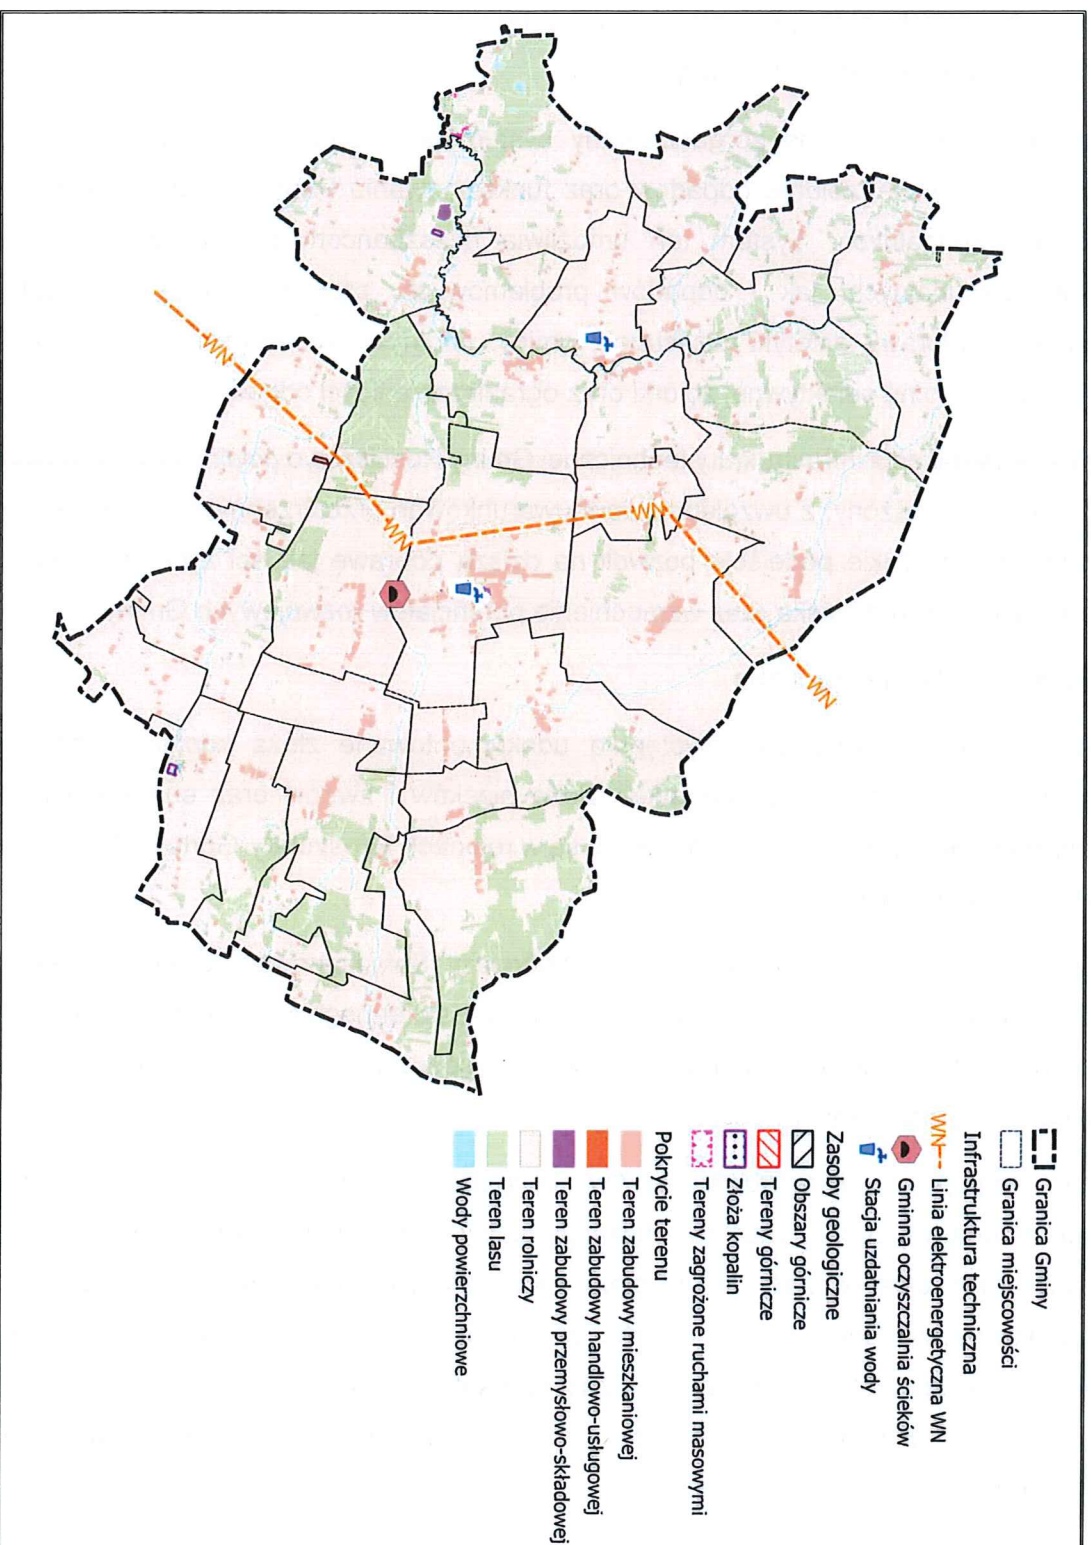 Granica Gminy
Granica miejscowości
Infrastruktura techniczna
WN Linia elektroenergetyczna WN
Gminna oczyszczalnia ścieków
Stacja uzdatniania wody
Zasoby geologiczne
Obszary górnicze
Tereny górnicze
Złoża kopalin
Tereny zagrożone ruchami masowymi
Pokrycie terenu
Teren zabudowy mieszkaniowej
Teren zabudowy handlowo-usługowej
Teren zabudowy przemysłowo-składowej
Teren rolniczy
Teren lasu
Wody powierzchniowe
WN
WN
WN
WN